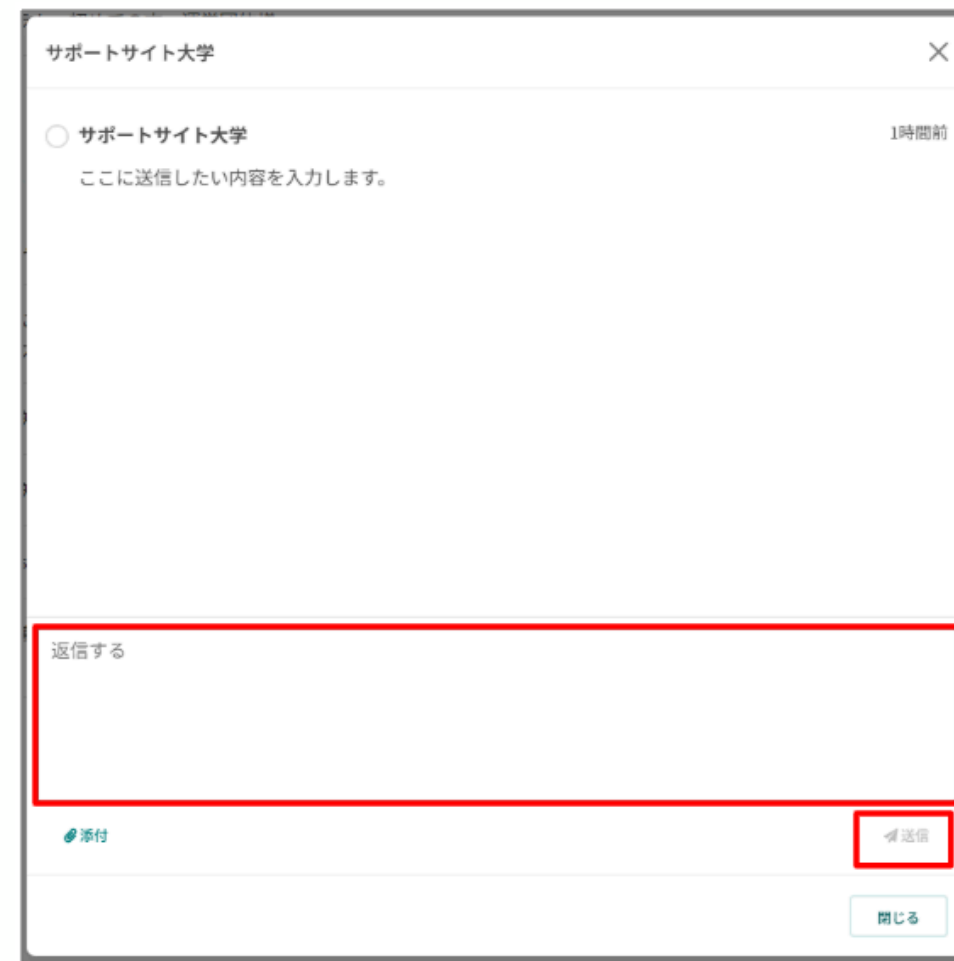 サポートサイト大学
サポートサイト大学
1時間前
ここに送信したい内容を入力します。
返信する
添付
送信
閉じる